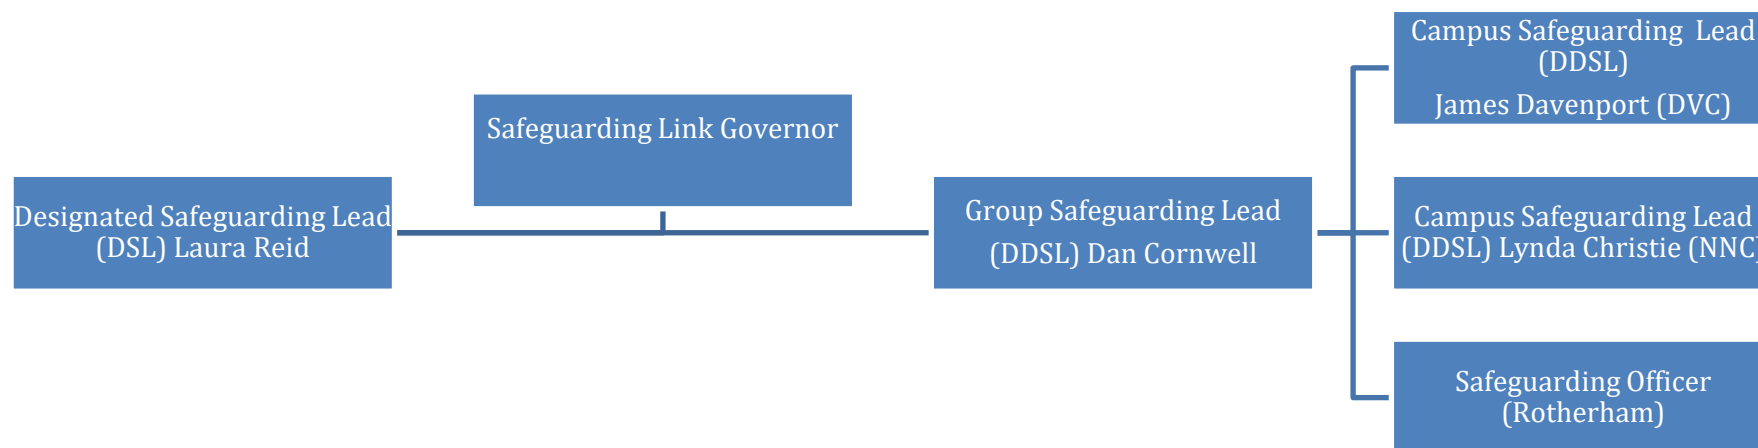 Designated Safeguarding Lead
(DSL) Laura Reid
Safeguarding Link Governor
Group Safeguarding Lead
(DDSL) Dan Cornwell
Campus Safeguarding Lead
(DDSL)
James Davenport (DVC)
Campus Safeguarding Lead
(DDSL) Lynda Christie (NNC)
Safeguarding Officer
(Rotherham)